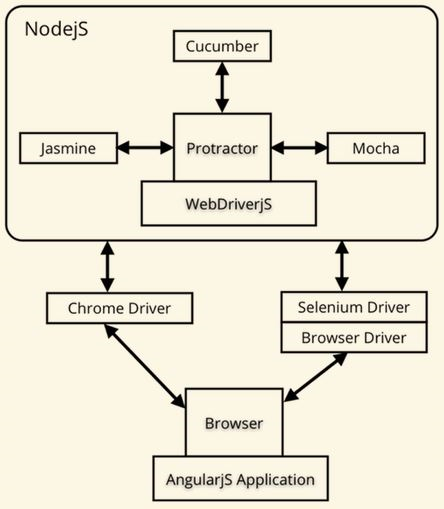 NodejS
Cucumber
Jasmine
Protractor
Mocha
WebDriverjS
Chrome Driver
Selenium Driver
Browser Driver
Browser
AngularjS Application